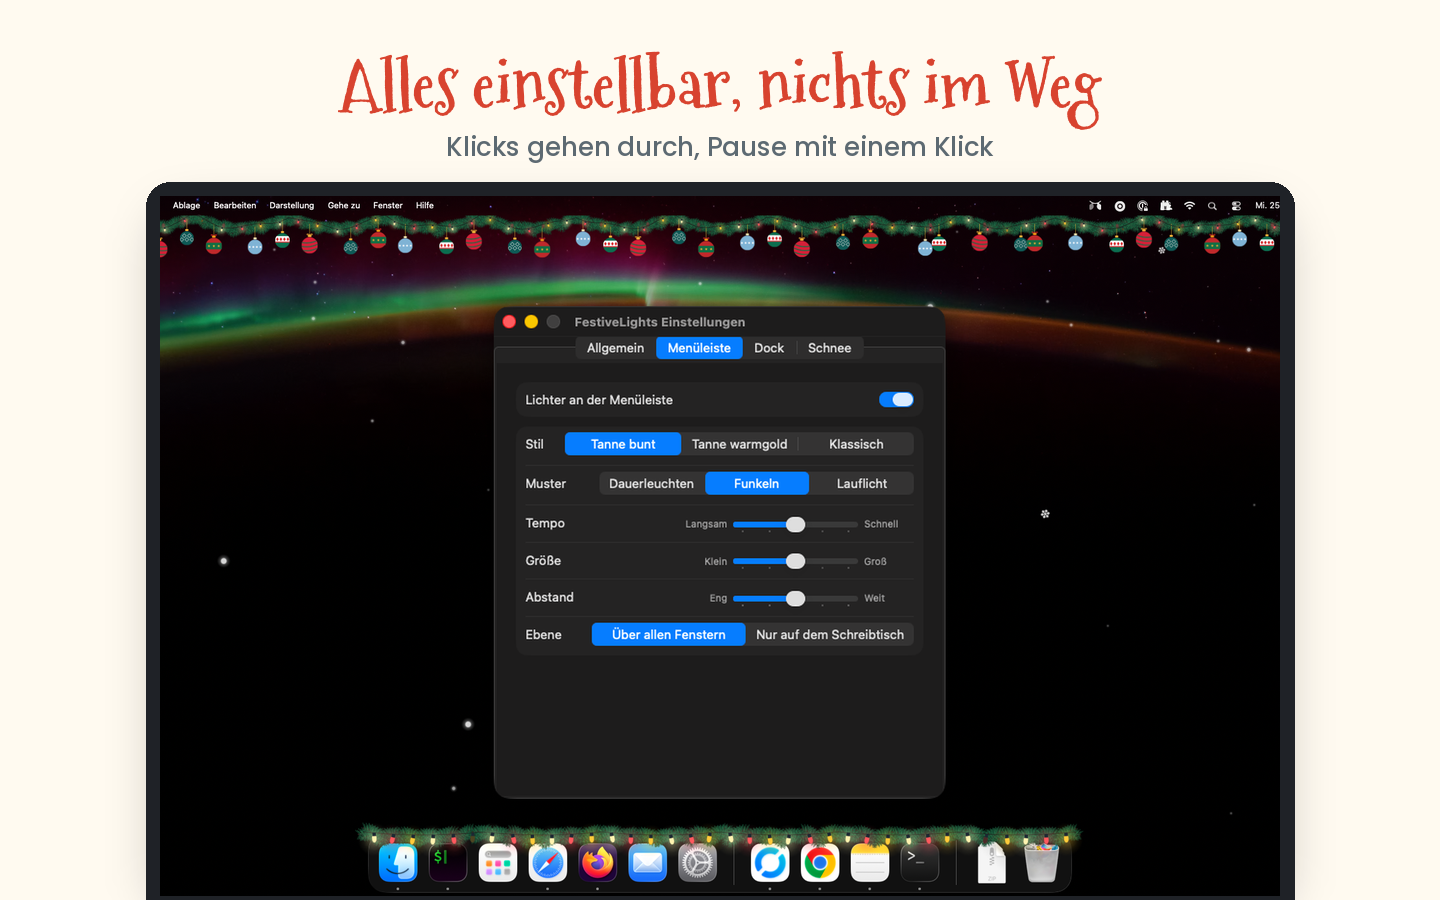 Alles einstellbar, nichts im Weg
Klicks gehen durch, Pause mit einem Klick
Ablage Bearbeiten Darstellung Gehe zu Fenster Hilfe Mi. 25
FestiveLights Einstellungen
Allgemein Menüleiste Dock Schnee
Lichter an der Menüleiste
Stil Tanne bunt Tanne warmgold Klassisch
Muster Dauerleuchten Funkeln Lauflicht
Tempo Langsam Schnell
Größe Klein Groß
Abstand Eng Weit
Ebene Über allen Fenstern Nur auf dem Schreibtisch
$
>_
ZIP